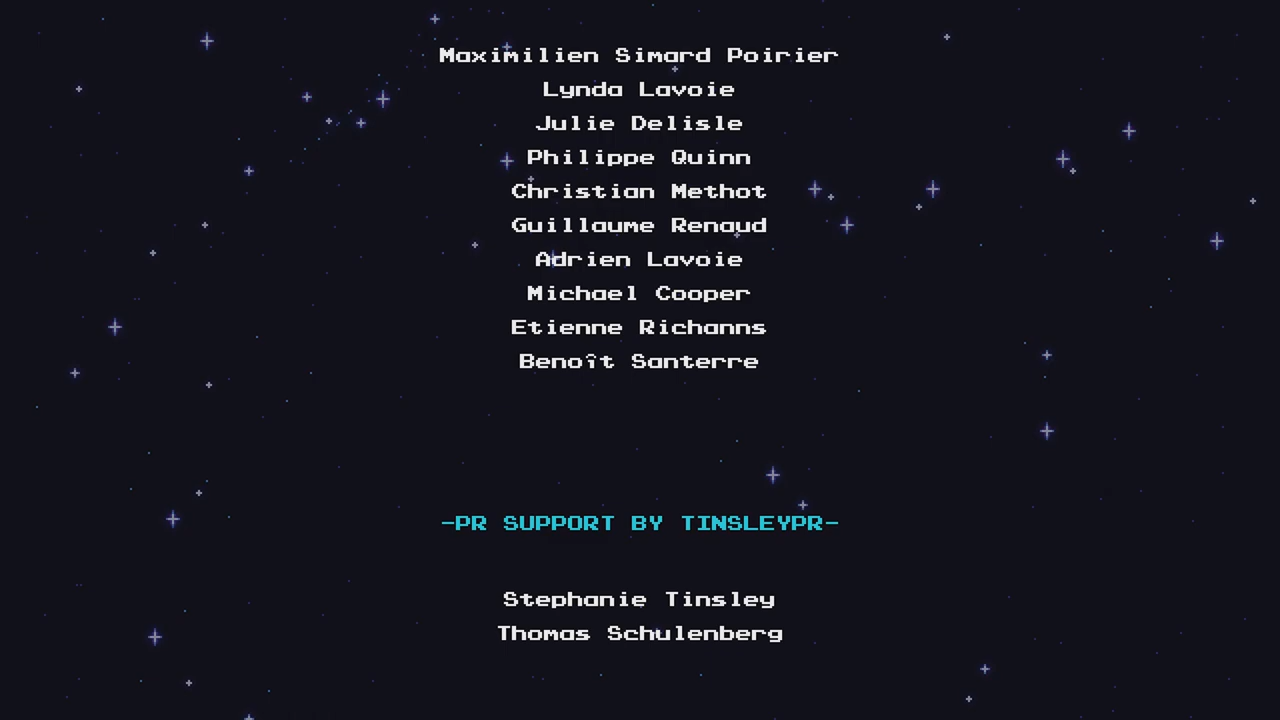 Maximilien Simard Poirier
Lynda Lavoie
Julie Delisle
Philippe Quinn
Christian Methot
Guillaume Renaud
Adrien Lavoie
Michael Cooper
Etienne Richanns
Benoît Santerre
-PR SUPPORT BY TINSLEYPR-
Stephanie Tinsley
Thomas Schulenberg